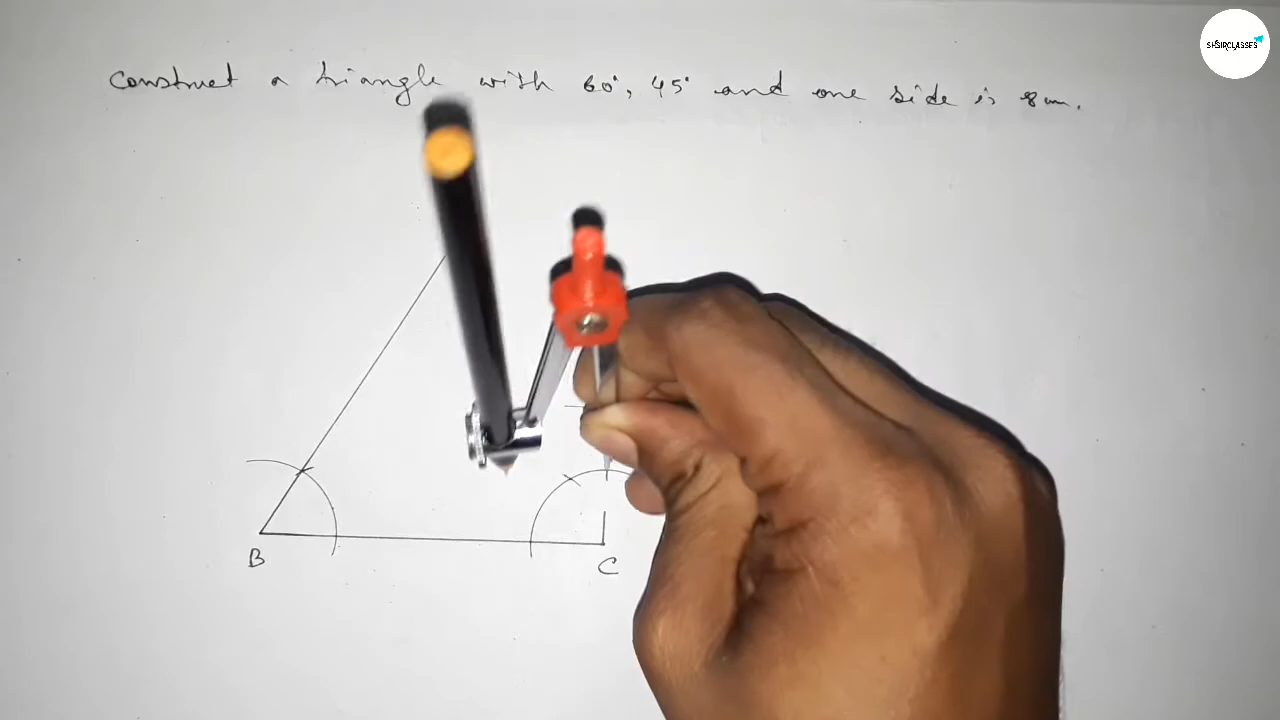 SHSIRCLASSES
Construct a triangle with 60°, 45° and one side is 8cm.
B
C